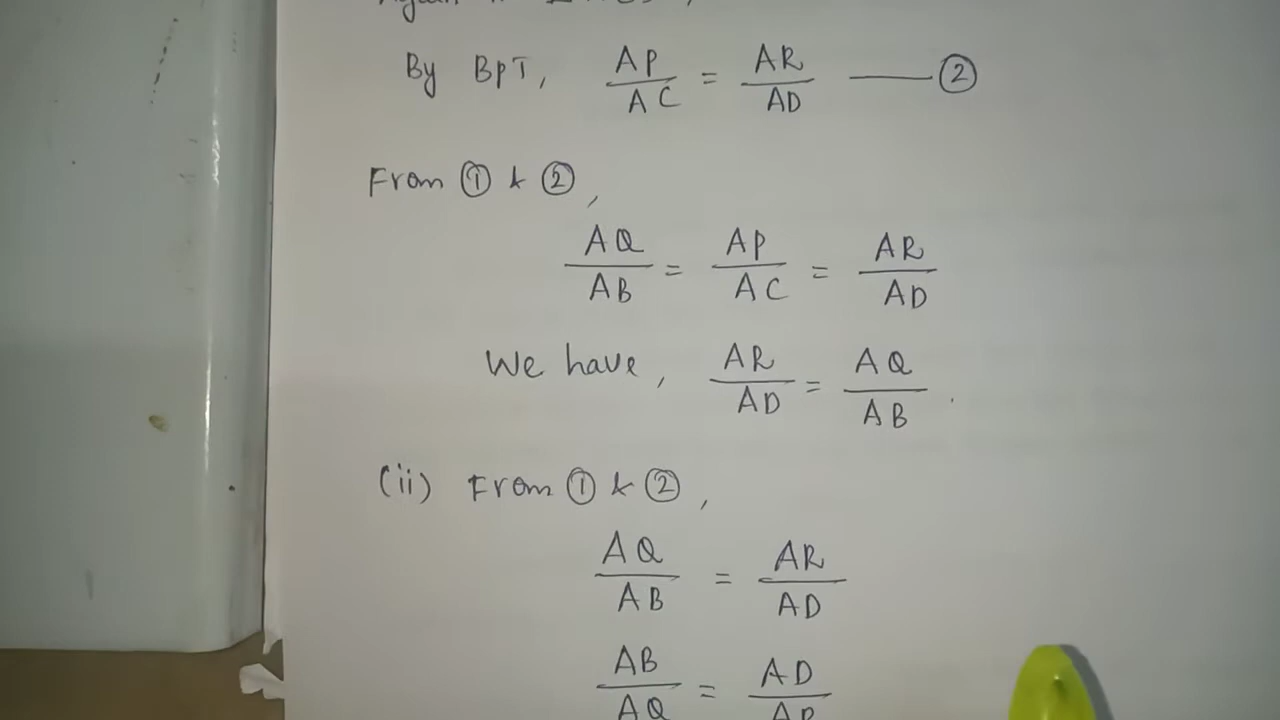 By BPT, AP/AC = AR/AD —— ②
From ① & ②,
AQ/AB = AP/AC = AR/AD
We have, AR/AD = AQ/AB.
(ii) From ① & ②,
AQ/AB = AR/AD
AB/AQ = AD/AR